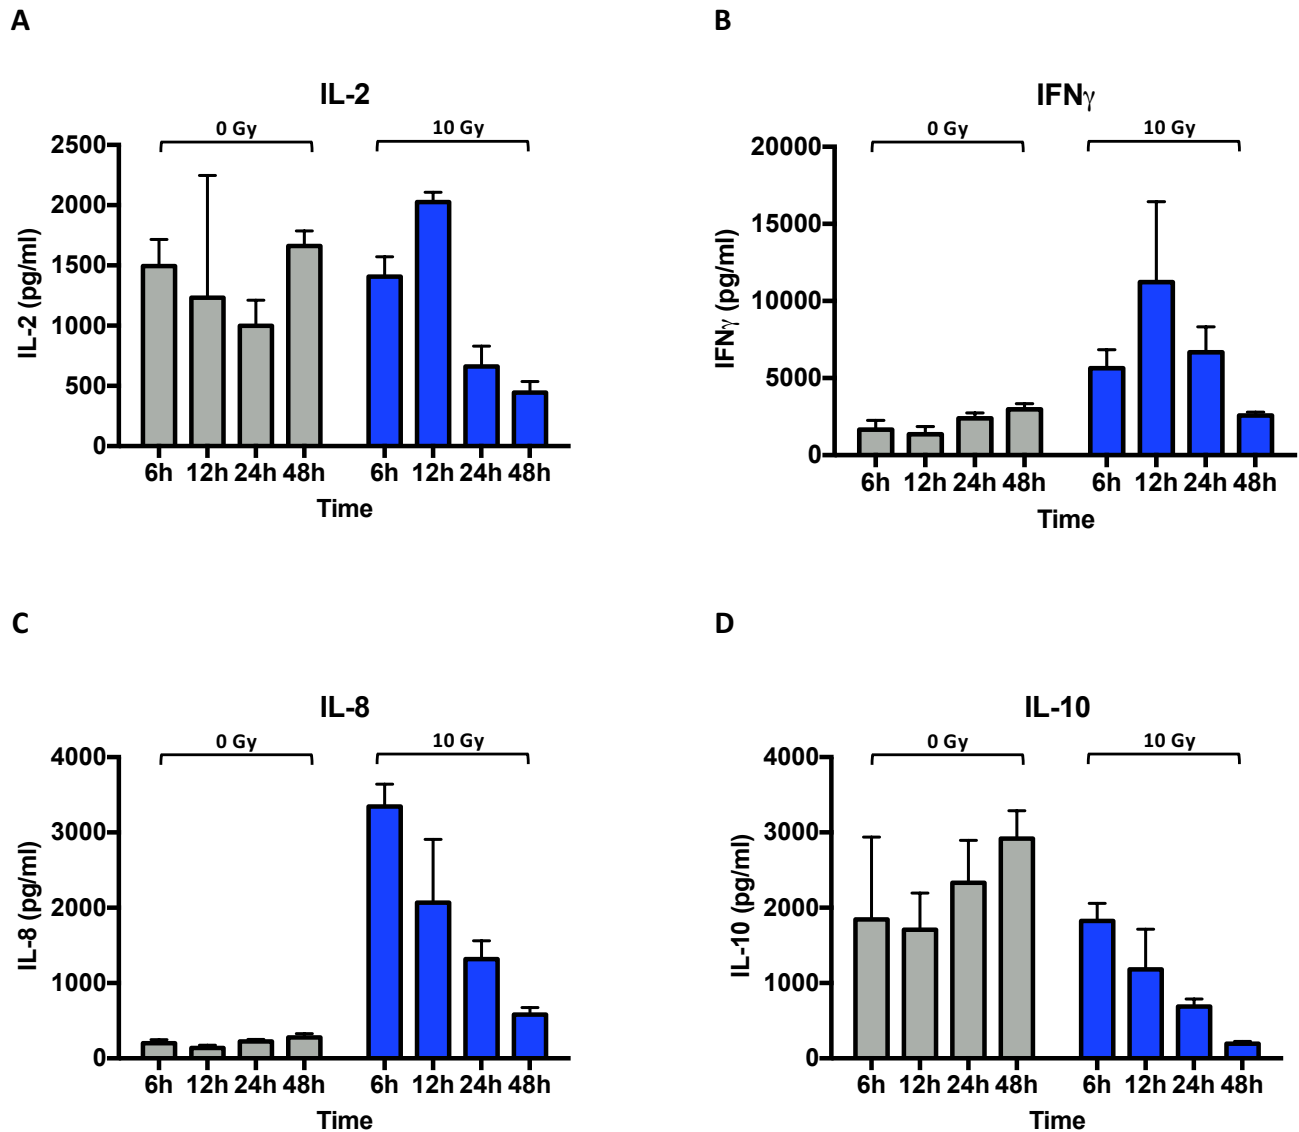 A
IL-2
0 Gy
10 Gy
2500
2000
1500
1000
500
0
IL-2 (pg/ml)
6h 12h 24h 48h 6h 12h 24h 48h
Time
B
IFNγ
0 Gy
10 Gy
20000
15000
10000
5000
0
IFNγ (pg/ml)
6h 12h 24h 48h 6h 12h 24h 48h
Time
C
IL-8
0 Gy
10 Gy
4000
3000
2000
1000
0
IL-8 (pg/ml)
6h 12h 24h 48h 6h 12h 24h 48h
Time
D
IL-10
0 Gy
10 Gy
4000
3000
2000
1000
0
IL-10 (pg/ml)
6h 12h 24h 48h 6h 12h 24h 48h
Time